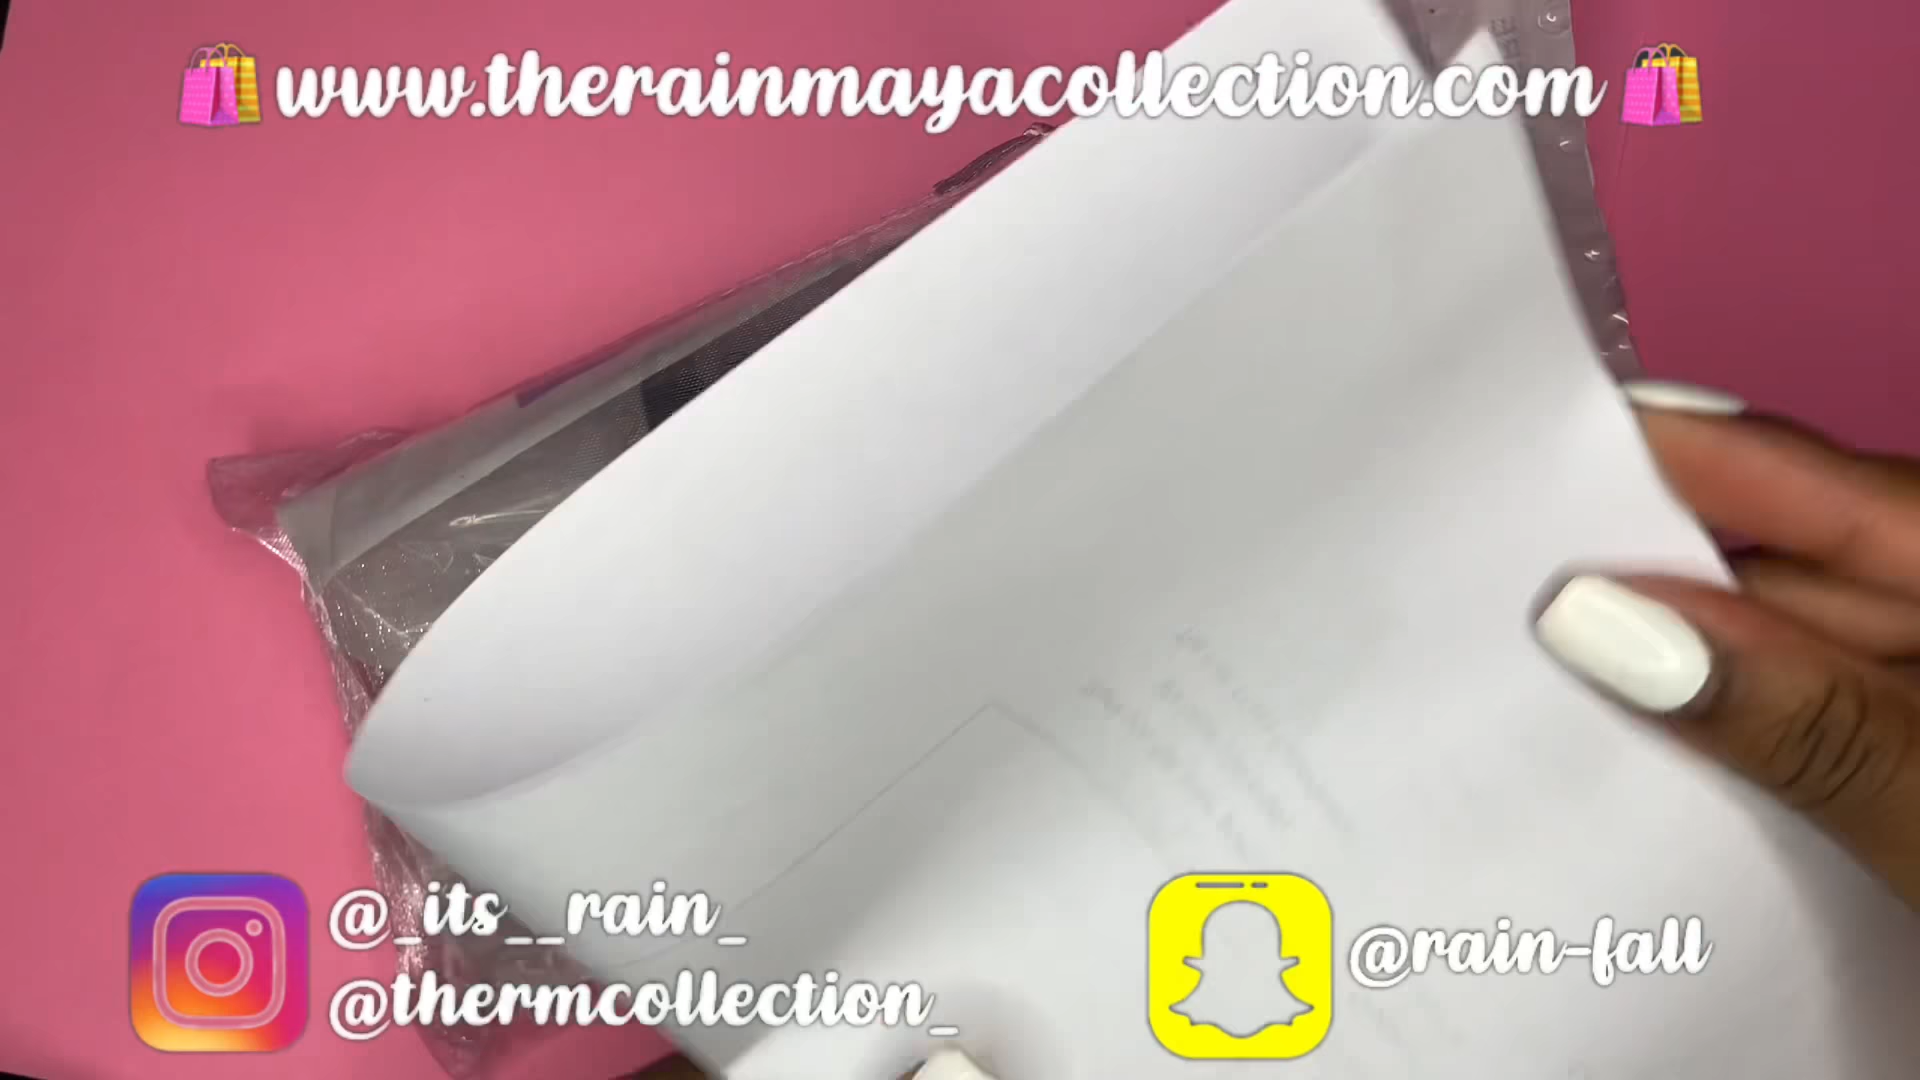 www.therainmayacollection.com
@_its__rain_
@thermcollection_
@rain-fall